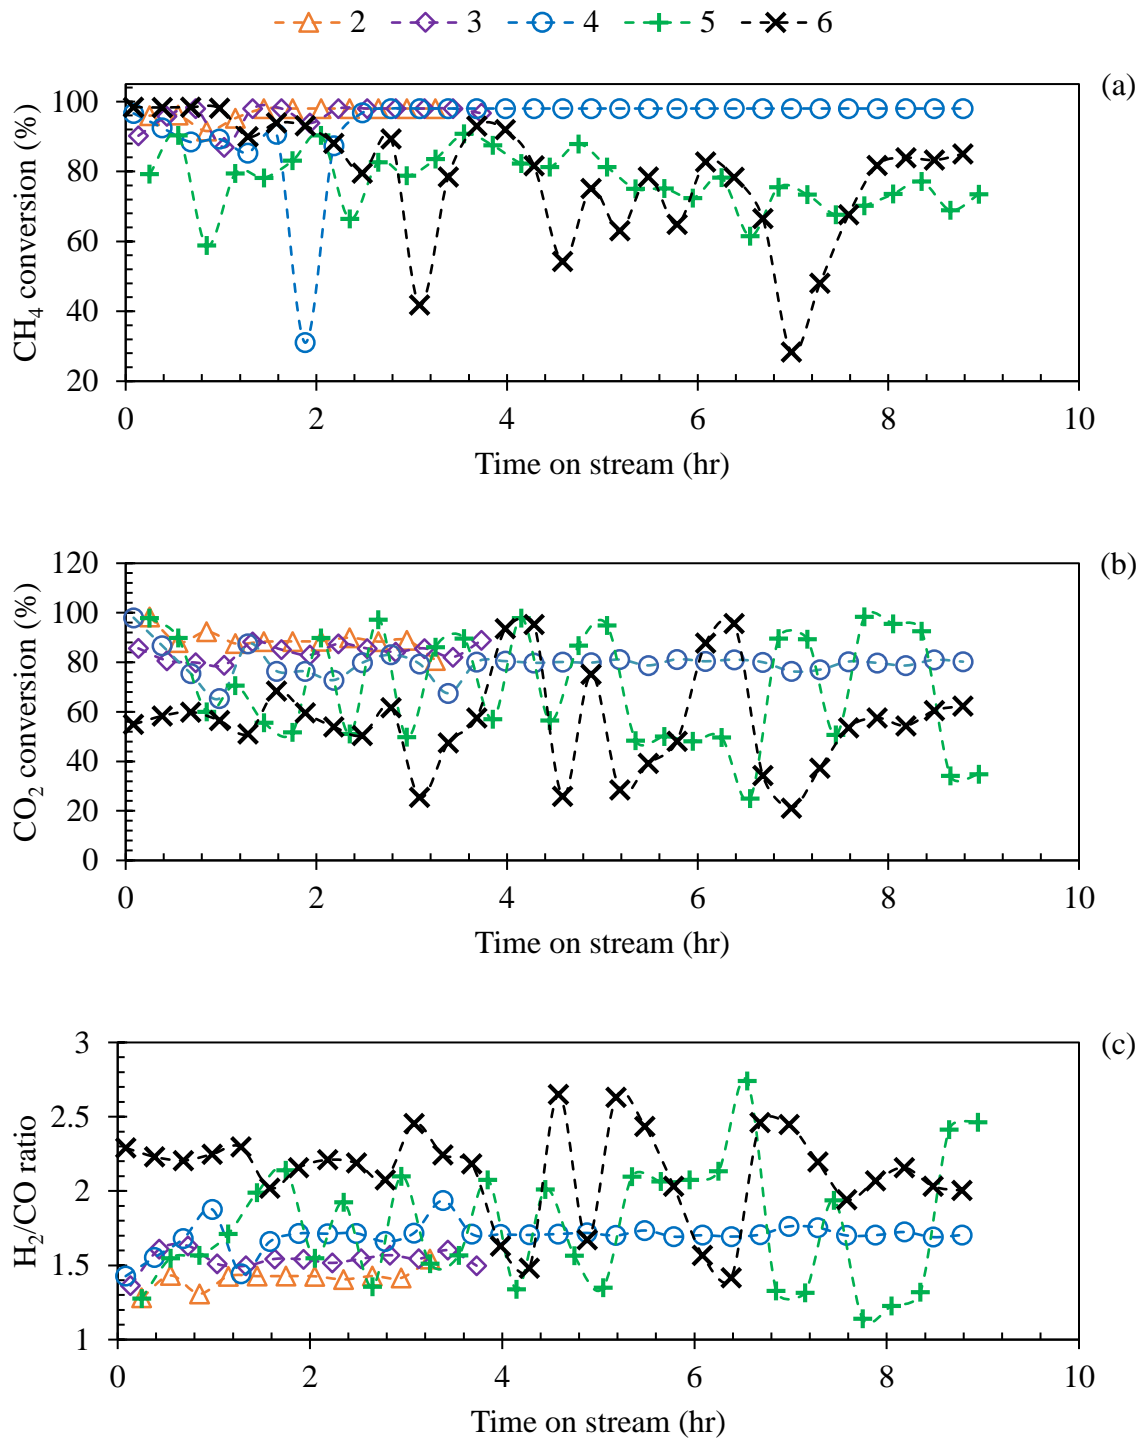 2 3 4 5 6
(a)
CH₄ conversion (%)
100
80
60
40
20
0 2 4 6 8 10
Time on stream (hr)
(b)
CO₂ conversion (%)
120
100
80
60
40
20
0
0 2 4 6 8 10
Time on stream (hr)
(c)
H₂/CO ratio
3
2.5
2
1.5
1
0 2 4 6 8 10
Time on stream (hr)